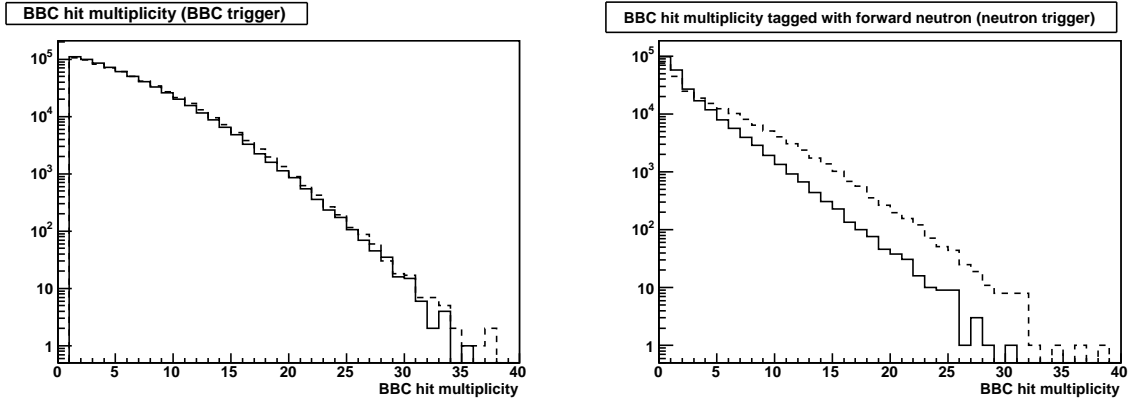 BBC hit multiplicity (BBC trigger)
10^5
10^4
10^3
10^2
10
1
0 5 10 15 20 25 30 35 40
BBC hit multiplicity
BBC hit multiplicity tagged with forward neutron (neutron trigger)
10^5
10^4
10^3
10^2
10
1
0 5 10 15 20 25 30 35 40
BBC hit multiplicity